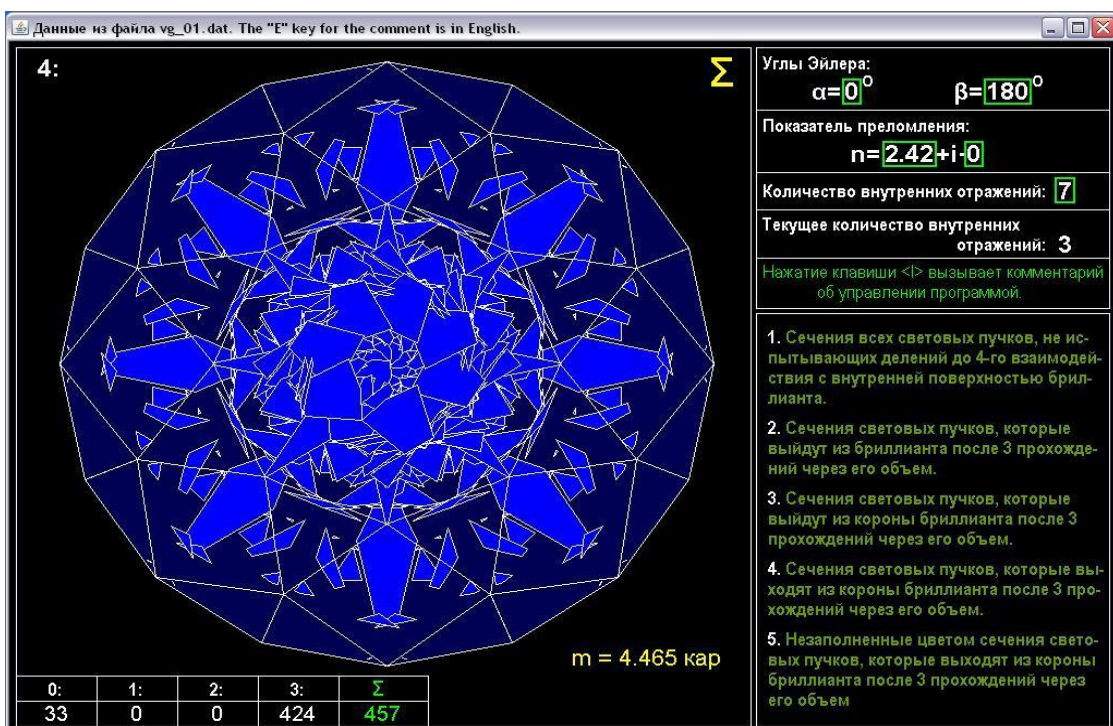 Данные из файла vg_01.dat. The "E" key for the comment is in English.
4:
Σ
m = 4.465 кар
0: 1: 2: 3: Σ
33 0 0 424 457
Углы Эйлера:
α=0° β=180°
Показатель преломления:
n=2.42+i·0
Количество внутренних отражений: 7
Текущее количество внутренних
отражений: 3
Нажатие клавиши <I> вызывает комментарий
об управлении программой.
1. Сечения всех световых пучков, не ис-
пытывающих делений до 4-го взаимодей-
ствия с внутренней поверхностью брил-
лианта.
2. Сечения световых пучков, которые
выйдут из бриллианта после 3 прохожде-
ний через его объем.
3. Сечения световых пучков, которые
выйдут из короны бриллианта после 3
прохождений через его объем.
4. Сечения световых пучков, которые вы-
ходят из короны бриллианта после 3 про-
хождений через его объем.
5. Незаполненные цветом сечения свето-
вых пучков, которые выходят из короны
бриллианта после 3 прохождений через
его объем